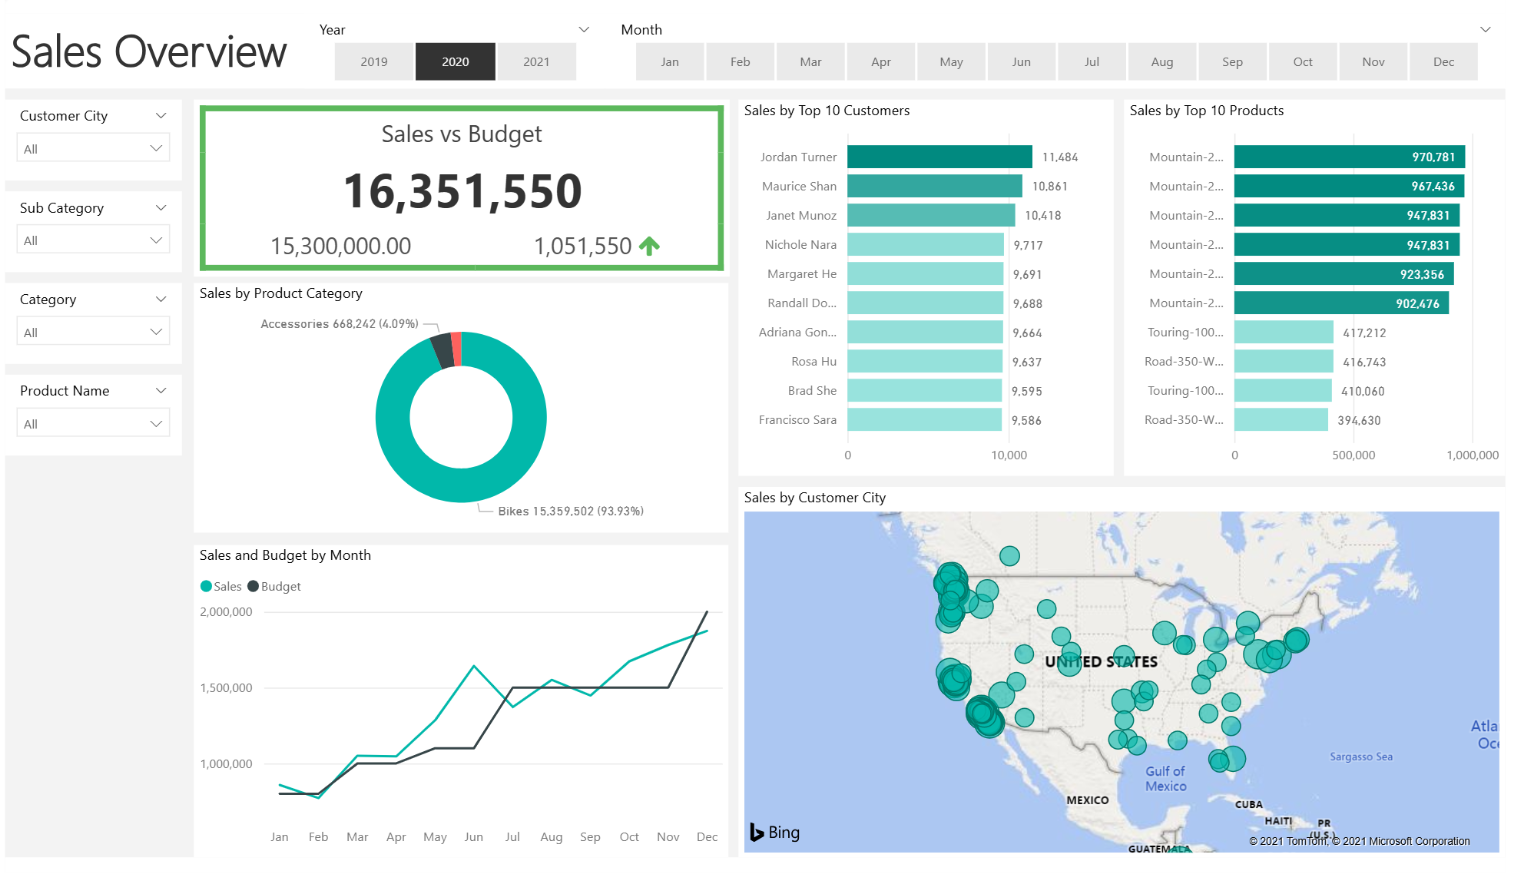 Sales Overview
Year
2019
2020
2021
Month
Jan
Feb
Mar
Apr
May
Jun
Jul
Aug
Sep
Oct
Nov
Dec
Customer City
All
Sub Category
All
Category
All
Product Name
All
Sales vs Budget
16,351,550
15,300,000.00
1,051,550
Sales by Product Category
Accessories 668,242 (4.09%)
Bikes 15,359,502 (93.93%)
Sales and Budget by Month
Sales
Budget
2,000,000
1,500,000
1,000,000
Jan
Feb
Mar
Apr
May
Jun
Jul
Aug
Sep
Oct
Nov
Dec
Sales by Top 10 Customers
Jordan Turner 11,484
Maurice Shan 10,861
Janet Munoz 10,418
Nichole Nara 9,717
Margaret He 9,691
Randall Do... 9,688
Adriana Gon... 9,664
Rosa Hu 9,637
Brad She 9,595
Francisco Sara 9,586
0
10,000
Sales by Top 10 Products
Mountain-2... 970,781
Mountain-2... 967,436
Mountain-2... 947,831
Mountain-2... 947,831
Mountain-2... 923,356
Mountain-2... 902,476
Touring-100... 417,212
Road-350-W... 416,743
Touring-100... 410,060
Road-350-W... 394,630
0
500,000
1,000,000
Sales by Customer City
UNITED STATES
Atla
Oce
Sargasso Sea
Gulf of
Mexico
MEXICO
CUBA
HAITI
PR
(U.S.)
GUATEMALA
Bing
© 2021 TomTom, © 2021 Microsoft Corporation